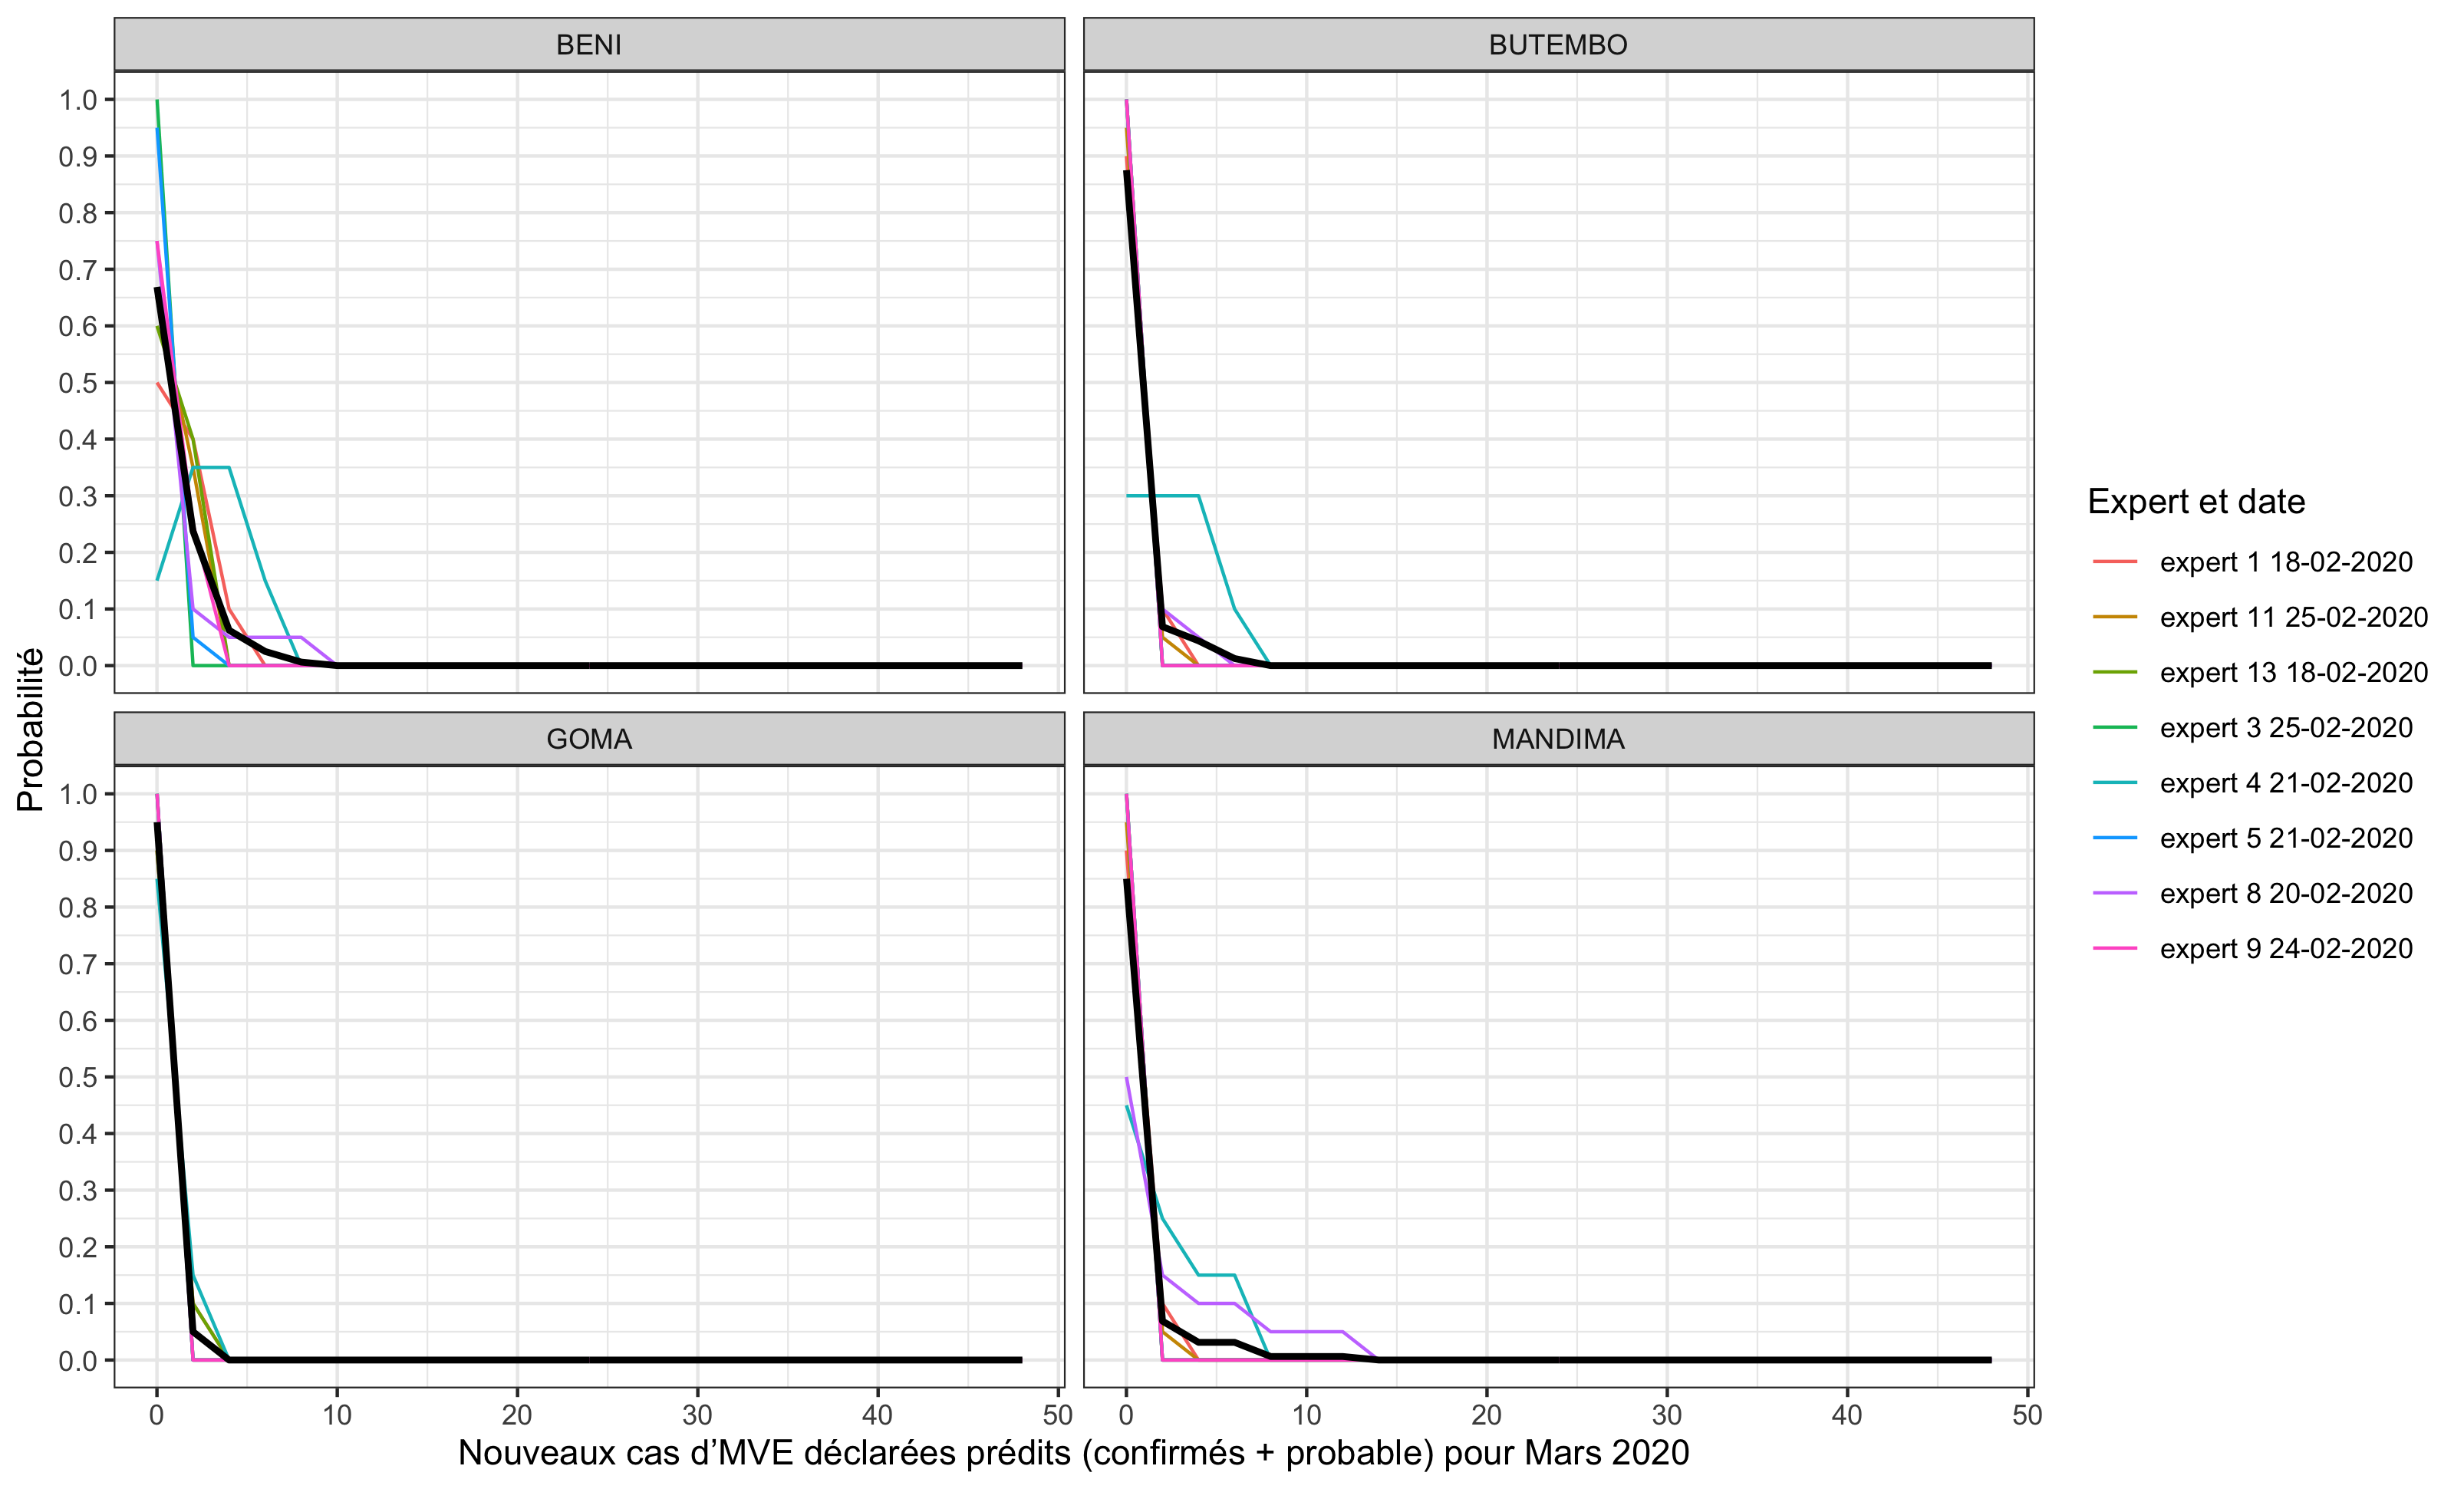 BENI
BUTEMBO
1.0
0.9
0.8
0.7
0.6
0.5
0.4
0.3
0.2
0.1
0.0
GOMA
MANDIMA
1.0
0.9
0.8
0.7
0.6
0.5
0.4
0.3
0.2
0.1
0.0
0 10 20 30 40 50
0 10 20 30 40 50
Probabilité
Nouveaux cas d’MVE déclarées prédits (confirmés + probable) pour Mars 2020
Expert et date
expert 1 18-02-2020
expert 11 25-02-2020
expert 13 18-02-2020
expert 3 25-02-2020
expert 4 21-02-2020
expert 5 21-02-2020
expert 8 20-02-2020
expert 9 24-02-2020